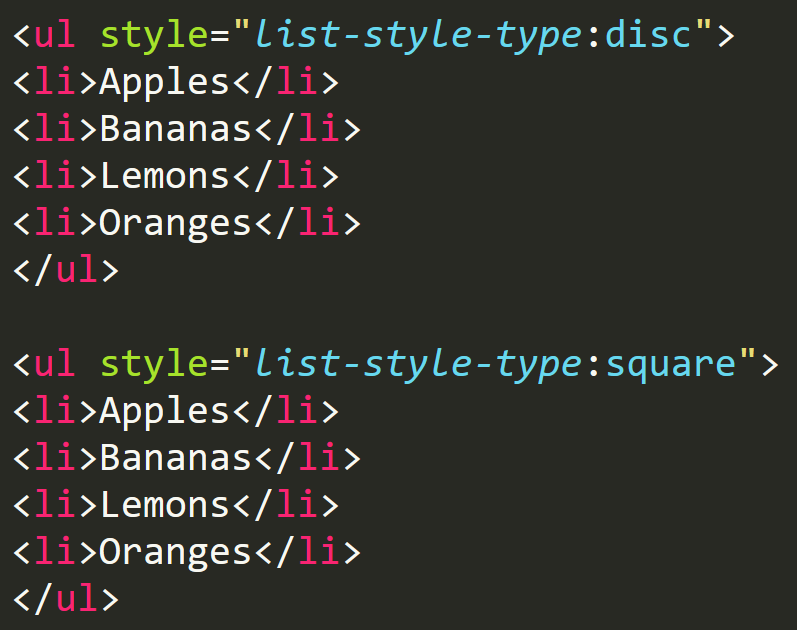 <ul style="list-style-type:disc">
<li>Apples</li>
<li>Bananas</li>
<li>Lemons</li>
<li>Oranges</li>
</ul>

<ul style="list-style-type:square">
<li>Apples</li>
<li>Bananas</li>
<li>Lemons</li>
<li>Oranges</li>
</ul>